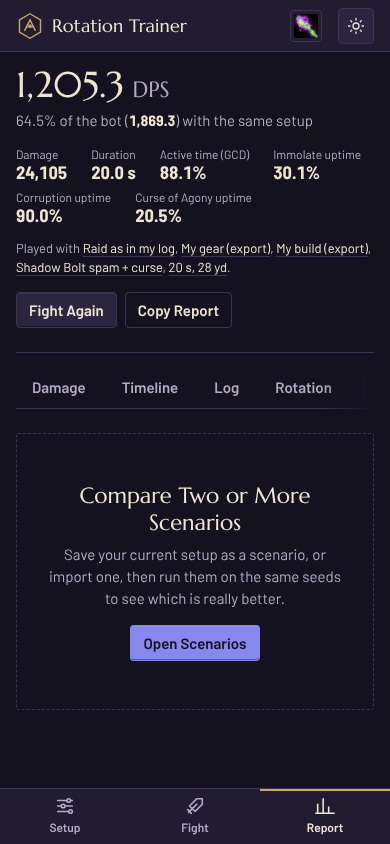 Rotation Trainer
1,205.3 DPS
64.5% of the bot (1,869.3) with the same setup
Damage Duration Active time (GCD) Immolate uptime
24,105 20.0 s 88.1% 30.1%
Corruption uptime Curse of Agony uptime
90.0% 20.5%
Played with Raid as in my log, My gear (export), My build (export),
Shadow Bolt spam + curse, 20 s, 28 yd.
Fight Again Copy Report
Damage Timeline Log Rotation
Compare Two or More
Scenarios
Save your current setup as a scenario, or
import one, then run them on the same seeds
to see which is really better.
Open Scenarios
Setup Fight Report